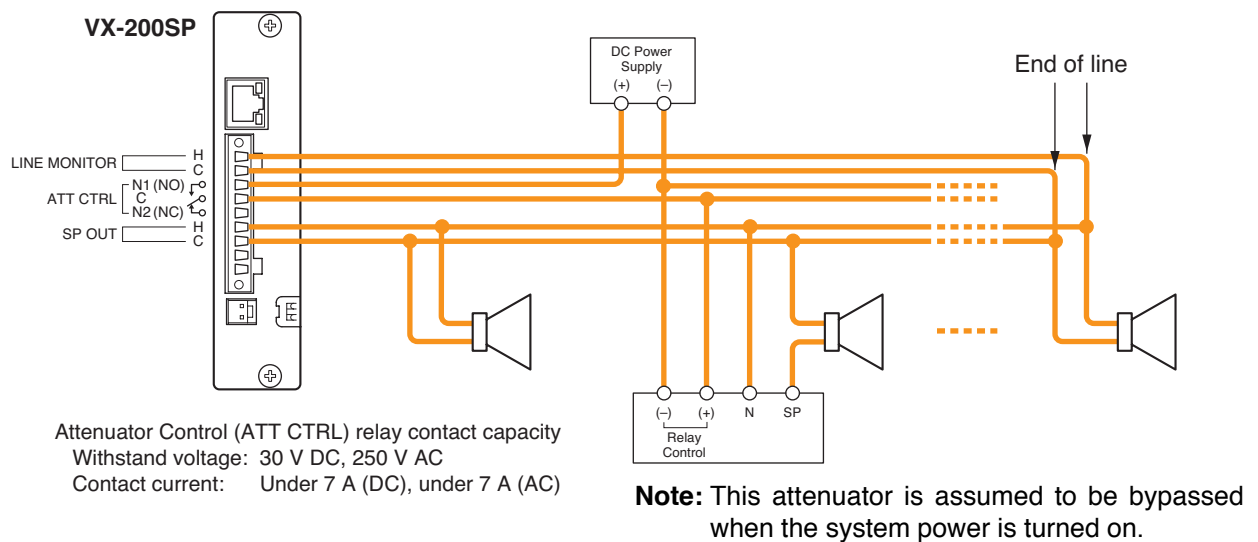 VX-200SP
DC Power
Supply
(+) (–)
End of line
LINE MONITOR
H
C
ATT CTRL
N1 (NO)
C
N2 (NC)
SP OUT
H
C
(–) (+) N SP
Relay
Control
Attenuator Control (ATT CTRL) relay contact capacity
Withstand voltage: 30 V DC, 250 V AC
Contact current: Under 7 A (DC), under 7 A (AC)
Note: This attenuator is assumed to be bypassed
when the system power is turned on.